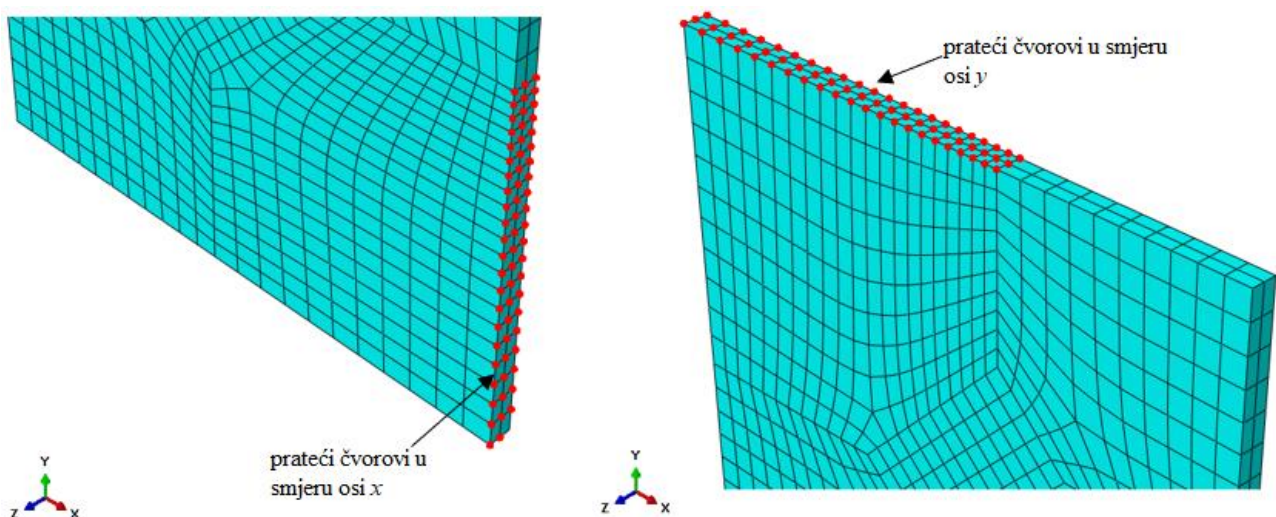 prateći čvorovi u smjeru
osi y
prateći čvorovi u
smjeru osi x
Y
Z
X
Y
Z
X